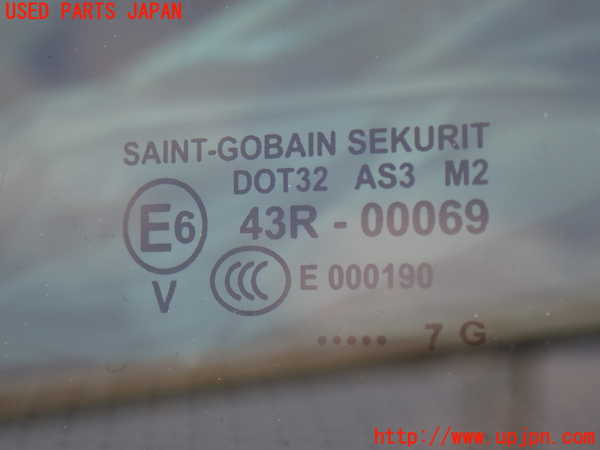 USED PARTS JAPAN
SAINT-GOBAIN SEKURIT
DOT32 AS3 M2
E6 43R - 00069
V CCC E 000190
..... 7 G
http://www.upjpn.com